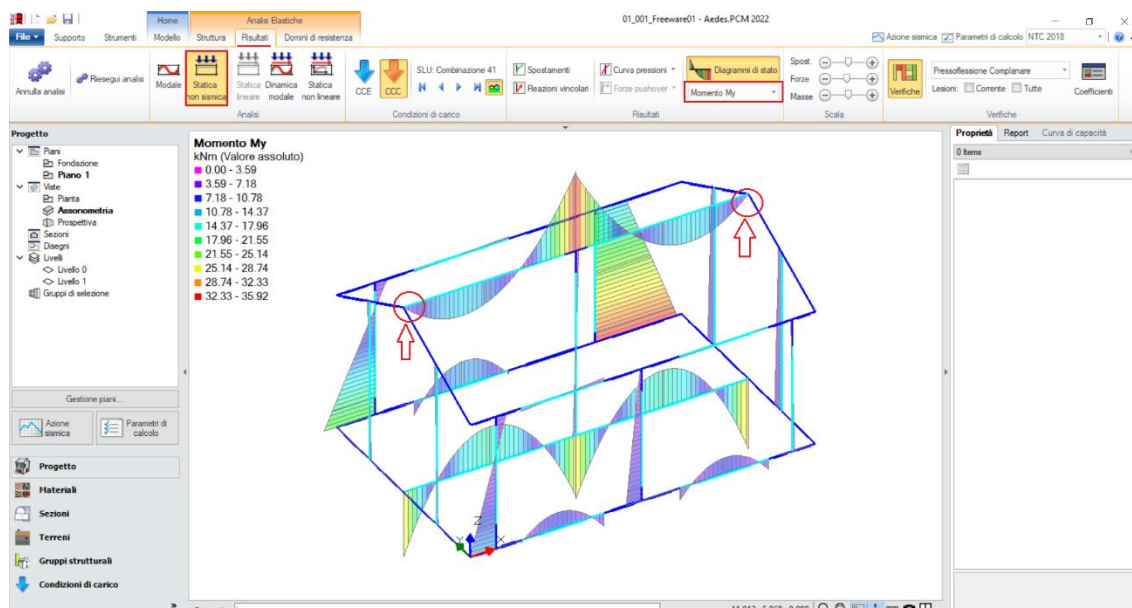 01_001_Freeware01 - Aedes.PCM 2022
Home
Analisi Elastiche
File
Supporto
Strumenti
Modello
Struttura
Risultati
Domini di resistenza
Azione sismica
Parametri di calcolo
NTC 2018
Annulla analisi
Riesegui analisi
Modale
Statica non sismica
Statica lineare
Dinamica modale
Statica non lineare
Analisi
CCE
CCC
SLU: Combinazione 41
Condizioni di carico
Spostamenti
Reazioni vincolari
Curva pressioni
Forze pushover
Diagrammi di stato
Momento My
Risultati
Spost.
Forze
Masse
Scala
Verifiche
Pressoflessione Complanare
Lesioni:
Corrente
Tutte
Coefficienti
Verifiche
Progetto
Piani
Fondazione
Piano 1
Viste
Pianta
Assonometria
Prospettiva
Sezioni
Disegni
Livelli
Livello 0
Livello 1
Gruppi di selezione
Gestione piani...
Azione sismica
Parametri di calcolo
Progetto
Materiali
Sezioni
Terreni
Gruppi strutturali
Condizioni di carico
Momento My
kNm (Valore assoluto)
0.00 - 3.59
3.59 - 7.18
7.18 - 10.78
10.78 - 14.37
14.37 - 17.96
17.96 - 21.55
21.55 - 25.14
25.14 - 28.74
28.74 - 32.33
32.33 - 35.92
Z
Y
X
Proprietà
Report
Curva di capacità
0 Items